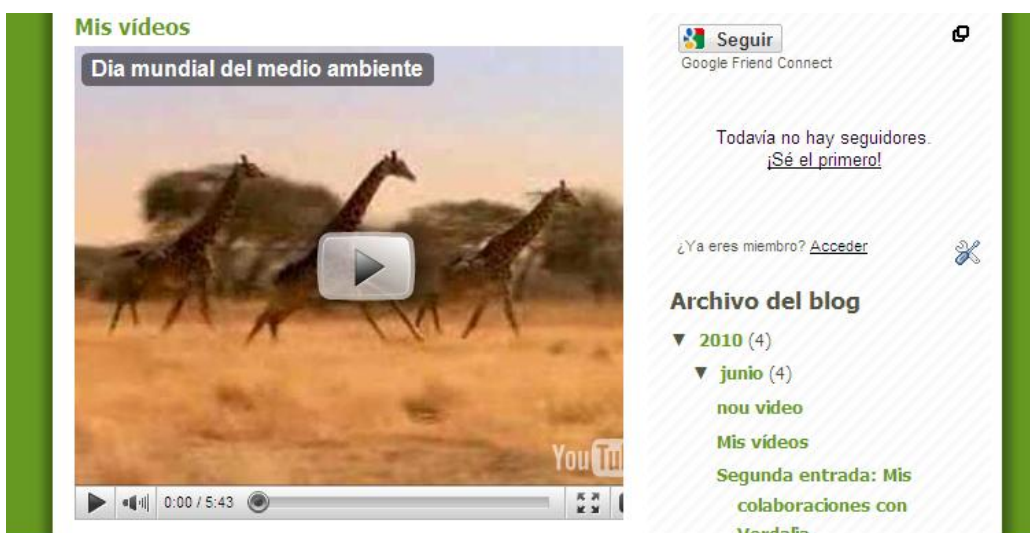 Mis vídeos
Dia mundial del medio ambiente
YouTu
0:00 / 5:43
Seguir
Google Friend Connect
Todavía no hay seguidores.
¡Sé el primero!
¿Ya eres miembro? Acceder
Archivo del blog
▼ 2010 (4)
▼ junio (4)
nou video
Mis vídeos
Segunda entrada: Mis
colaboraciones con